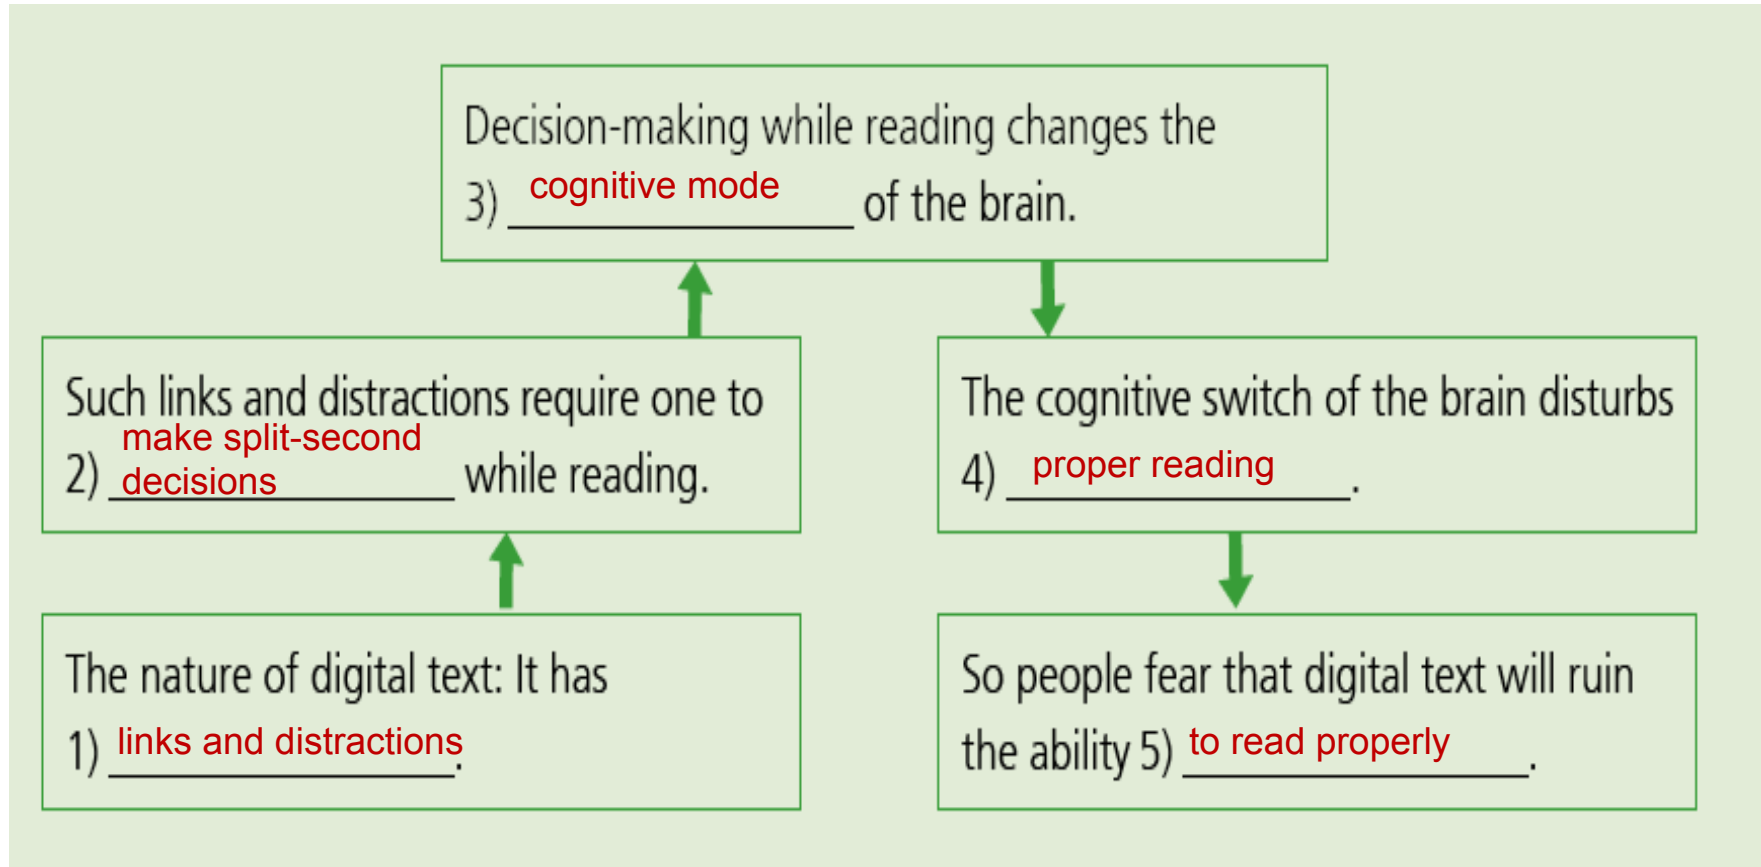 Decision-making while reading changes the
3) cognitive mode of the brain.
Such links and distractions require one to
make split-second
2) decisions while reading.
The cognitive switch of the brain disturbs
4) proper reading.
The nature of digital text: It has
1) links and distractions.
So people fear that digital text will ruin
the ability 5) to read properly.